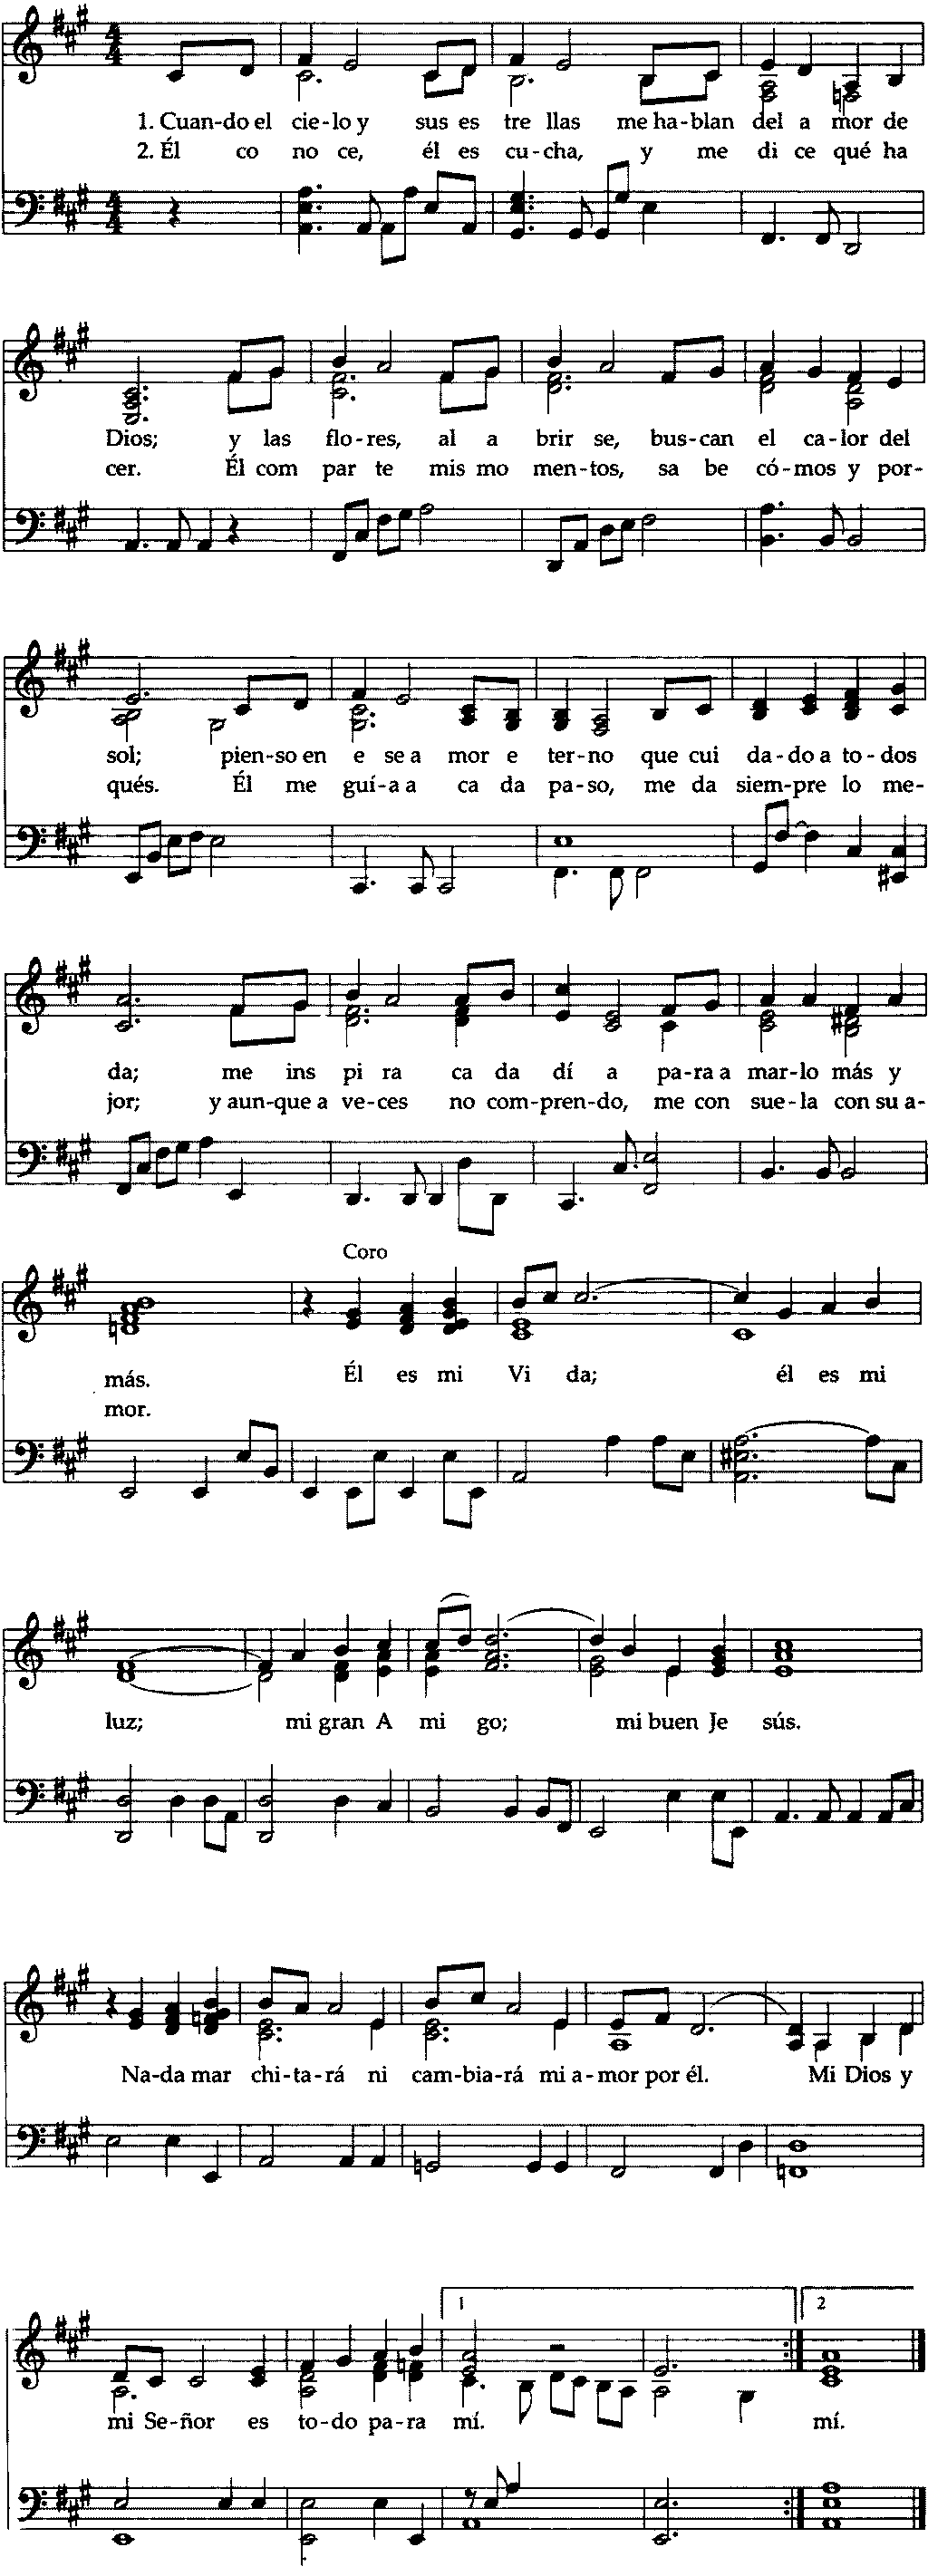 1. Cuan-do el cie-lo y sus es tre llas me ha-blan del a mor de
2. Él co no ce, él es cu-cha, y me di ce qué ha
Dios; y las flo-res, al a brir se, bus-can el ca-lor del
cer. Él com par te mis mo men-tos, sa be có-mos y por-
sol; pien-so en e se a mor e ter-no que cui da-do a to-dos
qués. Él me guí-a a ca da pa-so, me da siem-pre lo me-
da; me ins pi ra ca da dí a pa-ra a mar-lo más y
jor; y aun-que a ve-ces no com-pren-do, me con sue-la con su a-
Coro
más. Él es mi Vi da; él es mi
mor.
luz; mi gran A mi go; mi buen Je sús.
Na-da mar chi-ta-rá ni cam-bia-rá mi a-mor por él. Mi Dios y
1 2
mi Se-ñor es to-do pa-ra mí. mí.